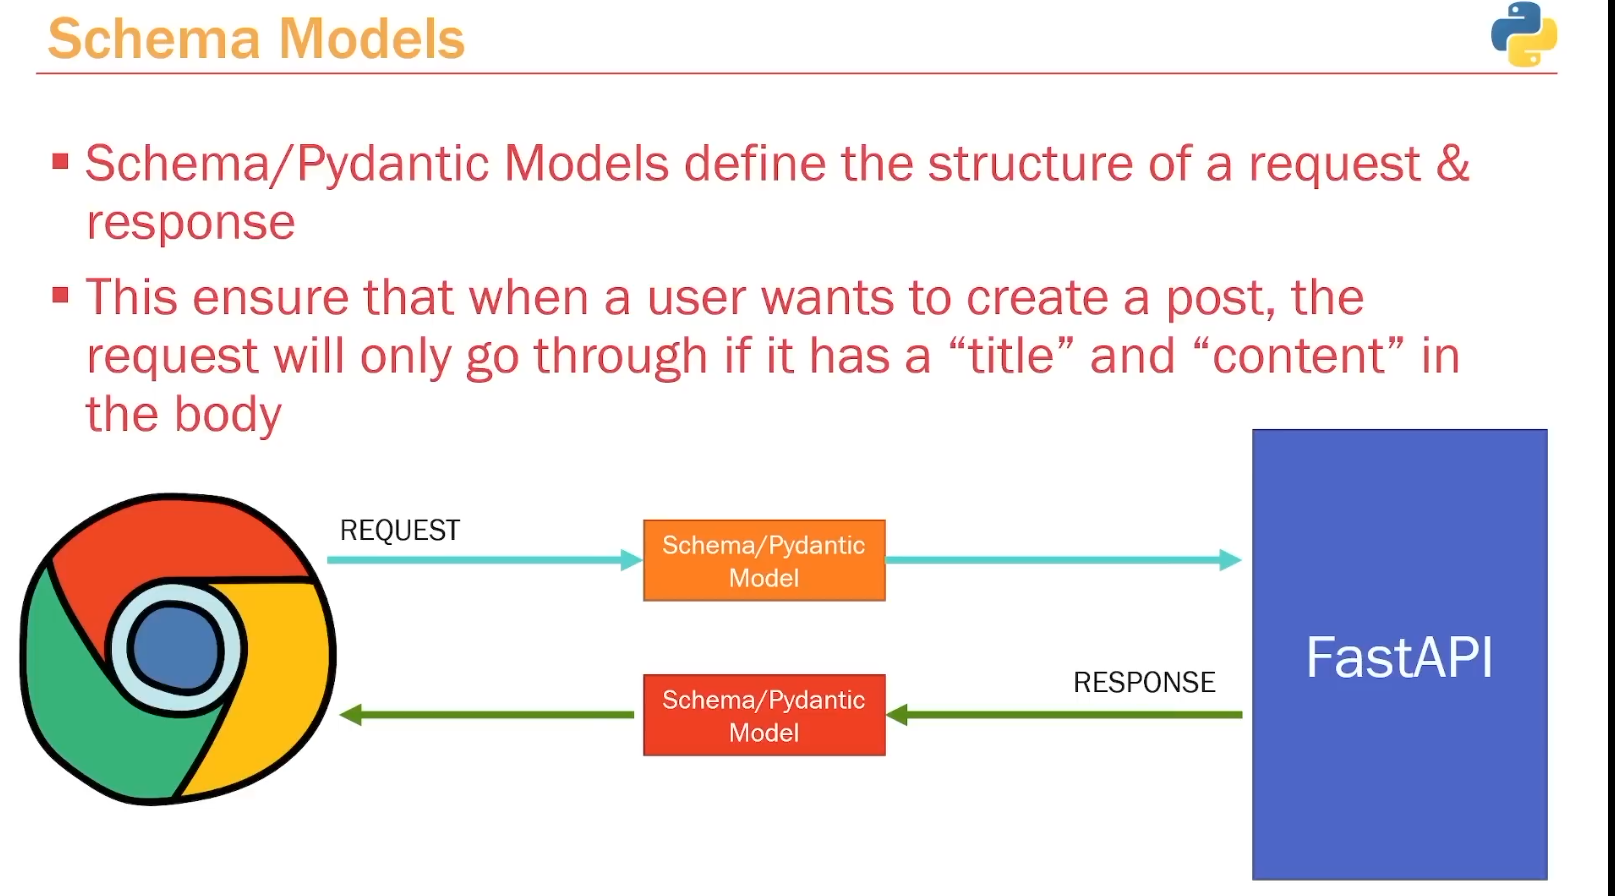 Schema Models
▪ Schema/Pydantic Models define the structure of a request &
response
▪ This ensure that when a user wants to create a post, the
request will only go through if it has a “title” and “content” in
the body
REQUEST
Schema/Pydantic
Model
FastAPI
RESPONSE
Schema/Pydantic
Model